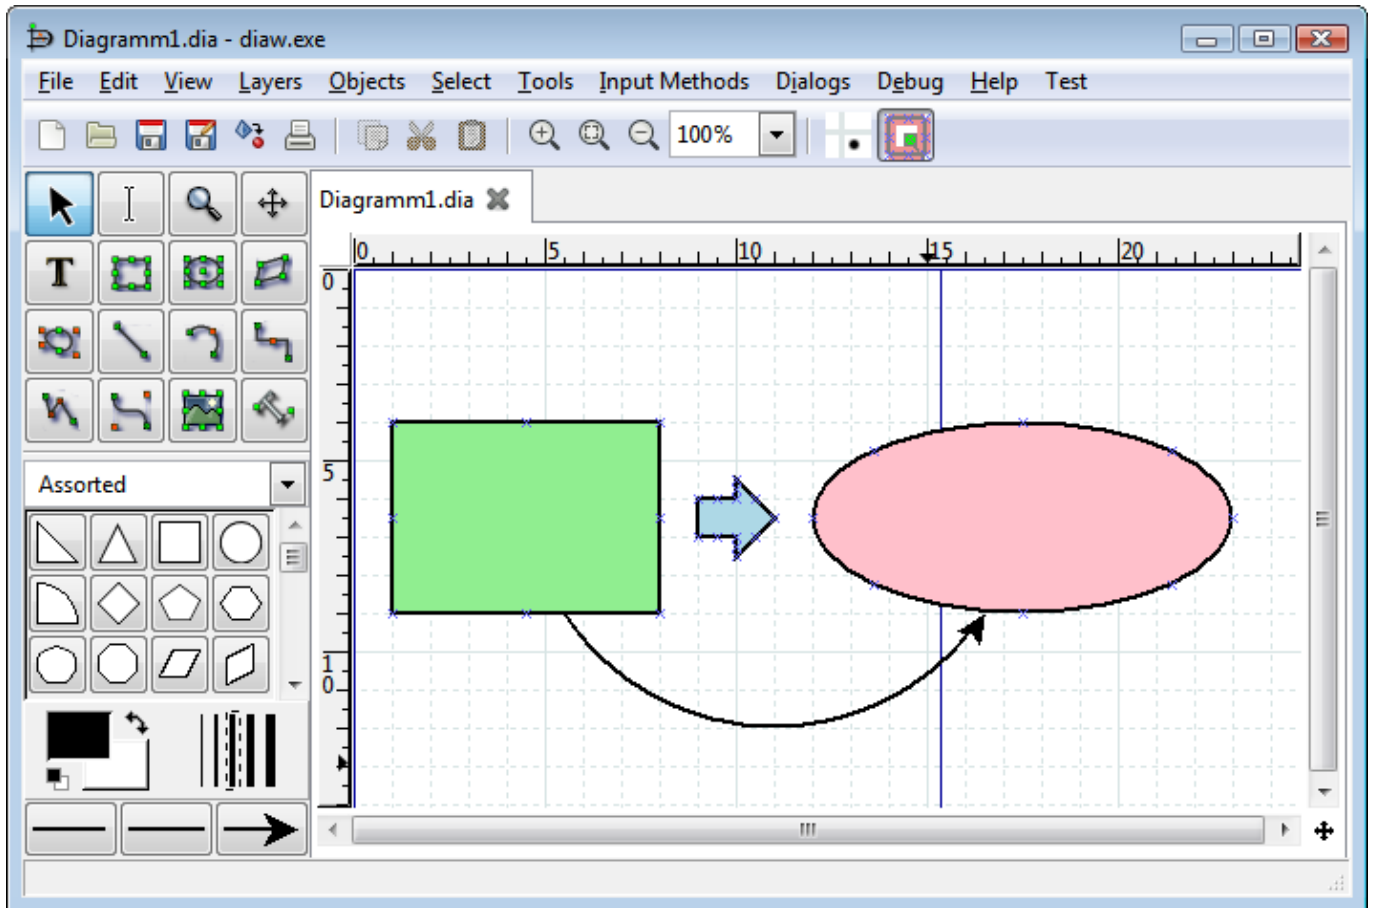 Diagramm1.dia - diaw.exe
File Edit View Layers Objects Select Tools Input Methods Dialogs Debug Help Test
100%
Diagramm1.dia
0 5 10 15 20
0
T
5
Assorted
10